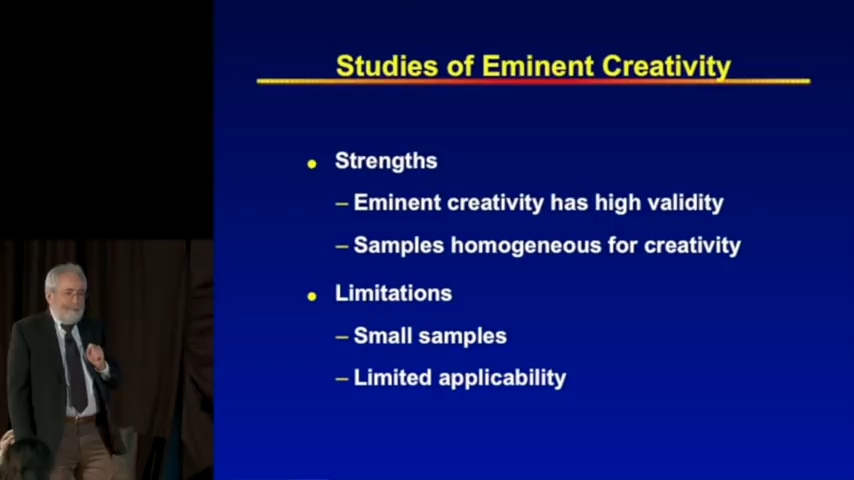 Studies of Eminent Creativity
• Strengths
– Eminent creativity has high validity
– Samples homogeneous for creativity
• Limitations
– Small samples
– Limited applicability